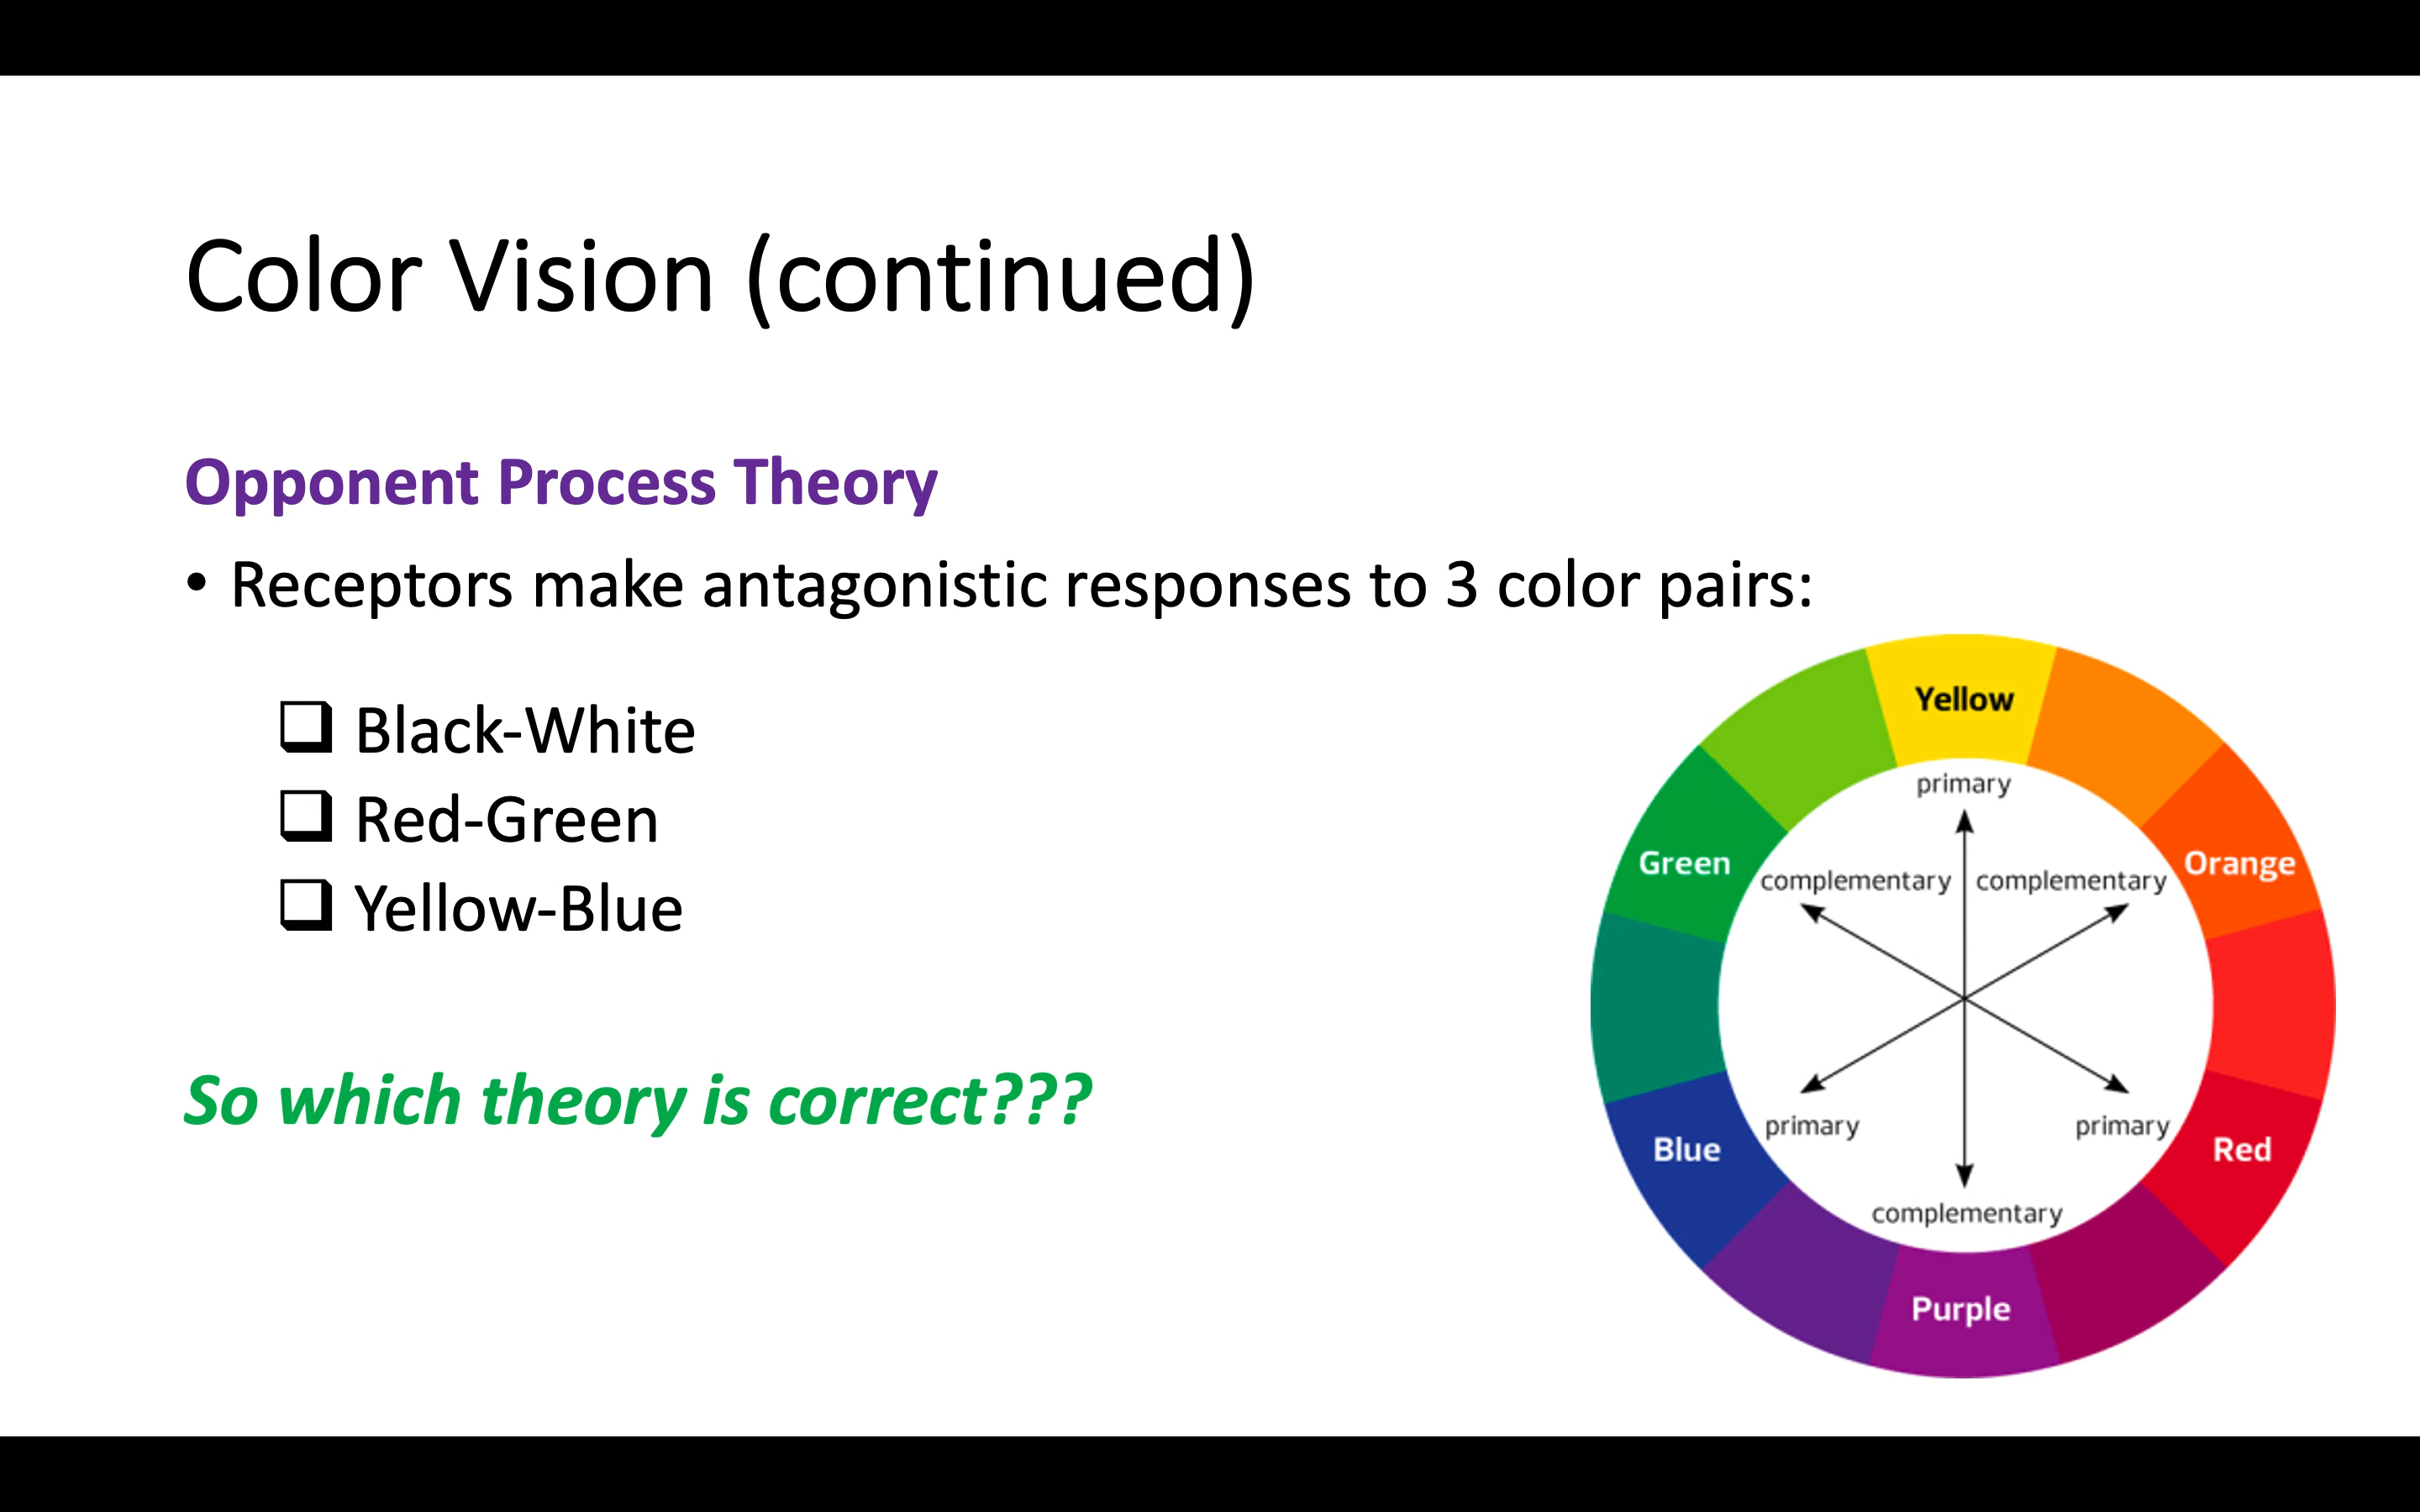 Color Vision (continued)
Opponent Process Theory
• Receptors make antagonistic responses to 3 color pairs:
❑ Black-White
❑ Red-Green
❑ Yellow-Blue
So which theory is correct???
Yellow
primary
Green
complementary
complementary
Orange
primary
primary
Blue
Red
complementary
Purple